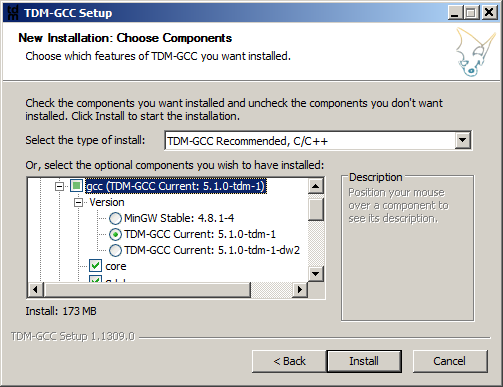 TDM-GCC Setup
New Installation: Choose Components
Choose which features of TDM-GCC you want installed.
Check the components you want installed and uncheck the components you don't want
installed. Click Install to start the installation.
Select the type of install:
TDM-GCC Recommended, C/C++
Or, select the optional components you wish to have installed:
gcc (TDM-GCC Current: 5.1.0-tdm-1)
Version
MinGW Stable: 4.8.1-4
TDM-GCC Current: 5.1.0-tdm-1
TDM-GCC Current: 5.1.0-tdm-1-dw2
core
Description
Position your mouse
over a component to
see its description.
Install: 173 MB
TDM-GCC Setup 1.1309.0
< Back
Install
Cancel